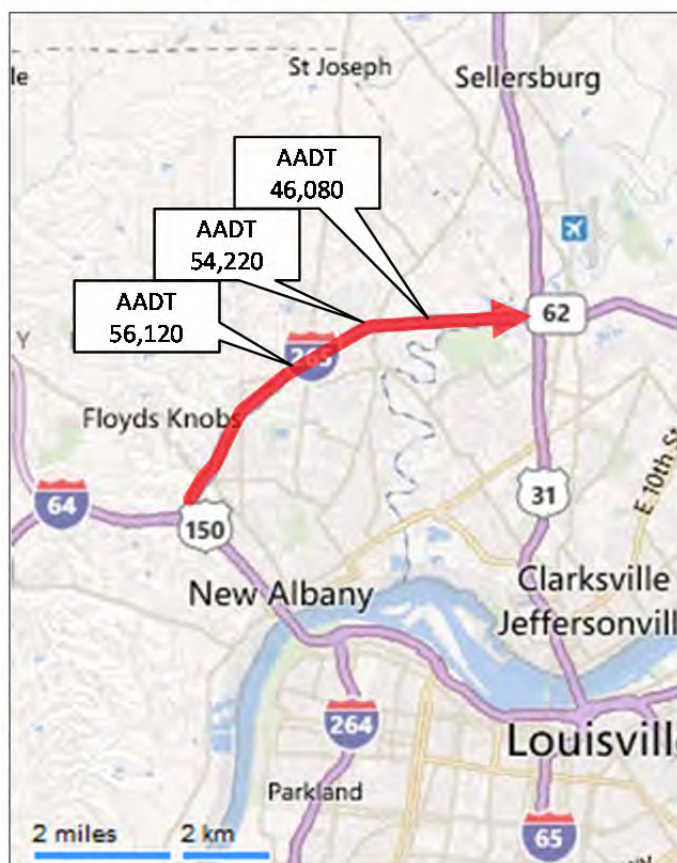 le
St Joseph
Sellersburg
AADT
46,080
AADT
54,220
AADT
56,120
62
265
Y
Floyds Knobs
64
150
31
E 10th St
New Albany
Clarksville
Jeffersonvill
264
Louisvill
Parkland
65
2 miles 2 km